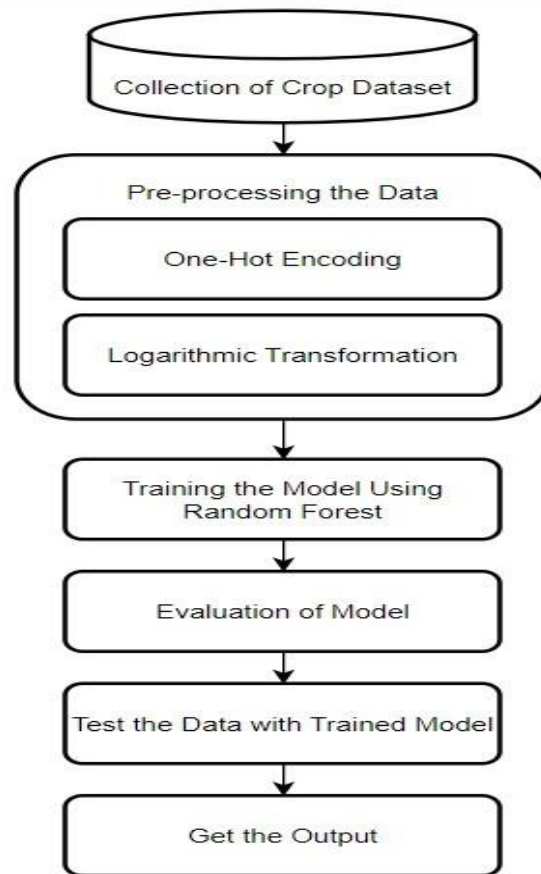 Collection of Crop Dataset
Pre-processing the Data
One-Hot Encoding
Logarithmic Transformation
Training the Model Using
Random Forest
Evaluation of Model
Test the Data with Trained Model
Get the Output